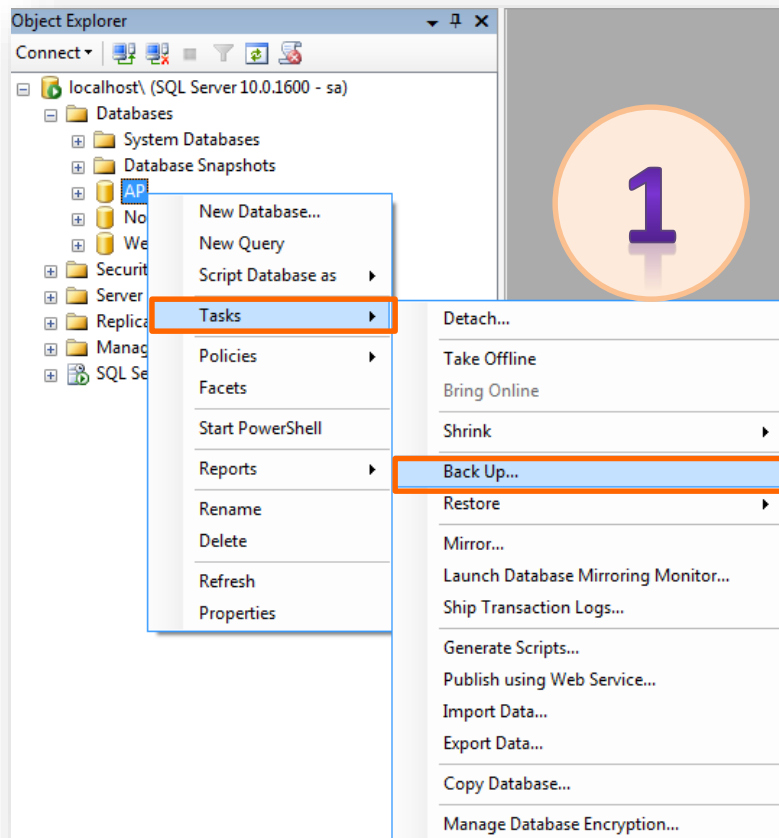 Object Explorer
Connect
localhost\ (SQL Server 10.0.1600 - sa)
Databases
System Databases
Database Snapshots
AP
No
We
Securit
Server
Replica
Manag
SQL Se
New Database...
New Query
Script Database as
Tasks
Policies
Facets
Start PowerShell
Reports
Rename
Delete
Refresh
Properties
1
Detach...
Take Offline
Bring Online
Shrink
Back Up...
Restore
Mirror...
Launch Database Mirroring Monitor...
Ship Transaction Logs...
Generate Scripts...
Publish using Web Service...
Import Data...
Export Data...
Copy Database...
Manage Database Encryption...